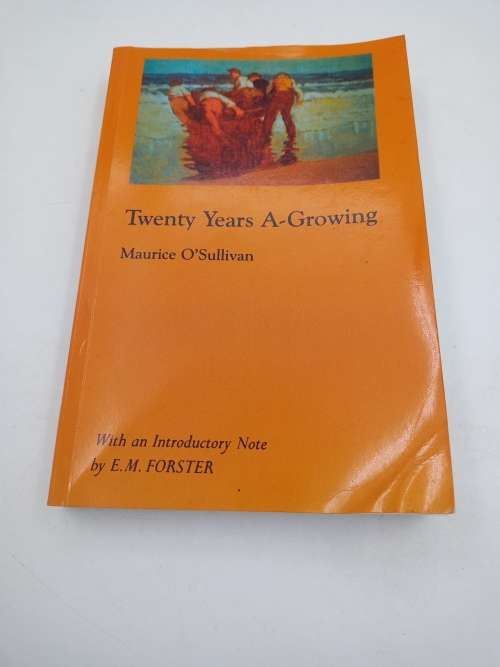 Twenty Years A-Growing
Maurice O'Sullivan
With an Introductory Note
by E. M. FORSTER